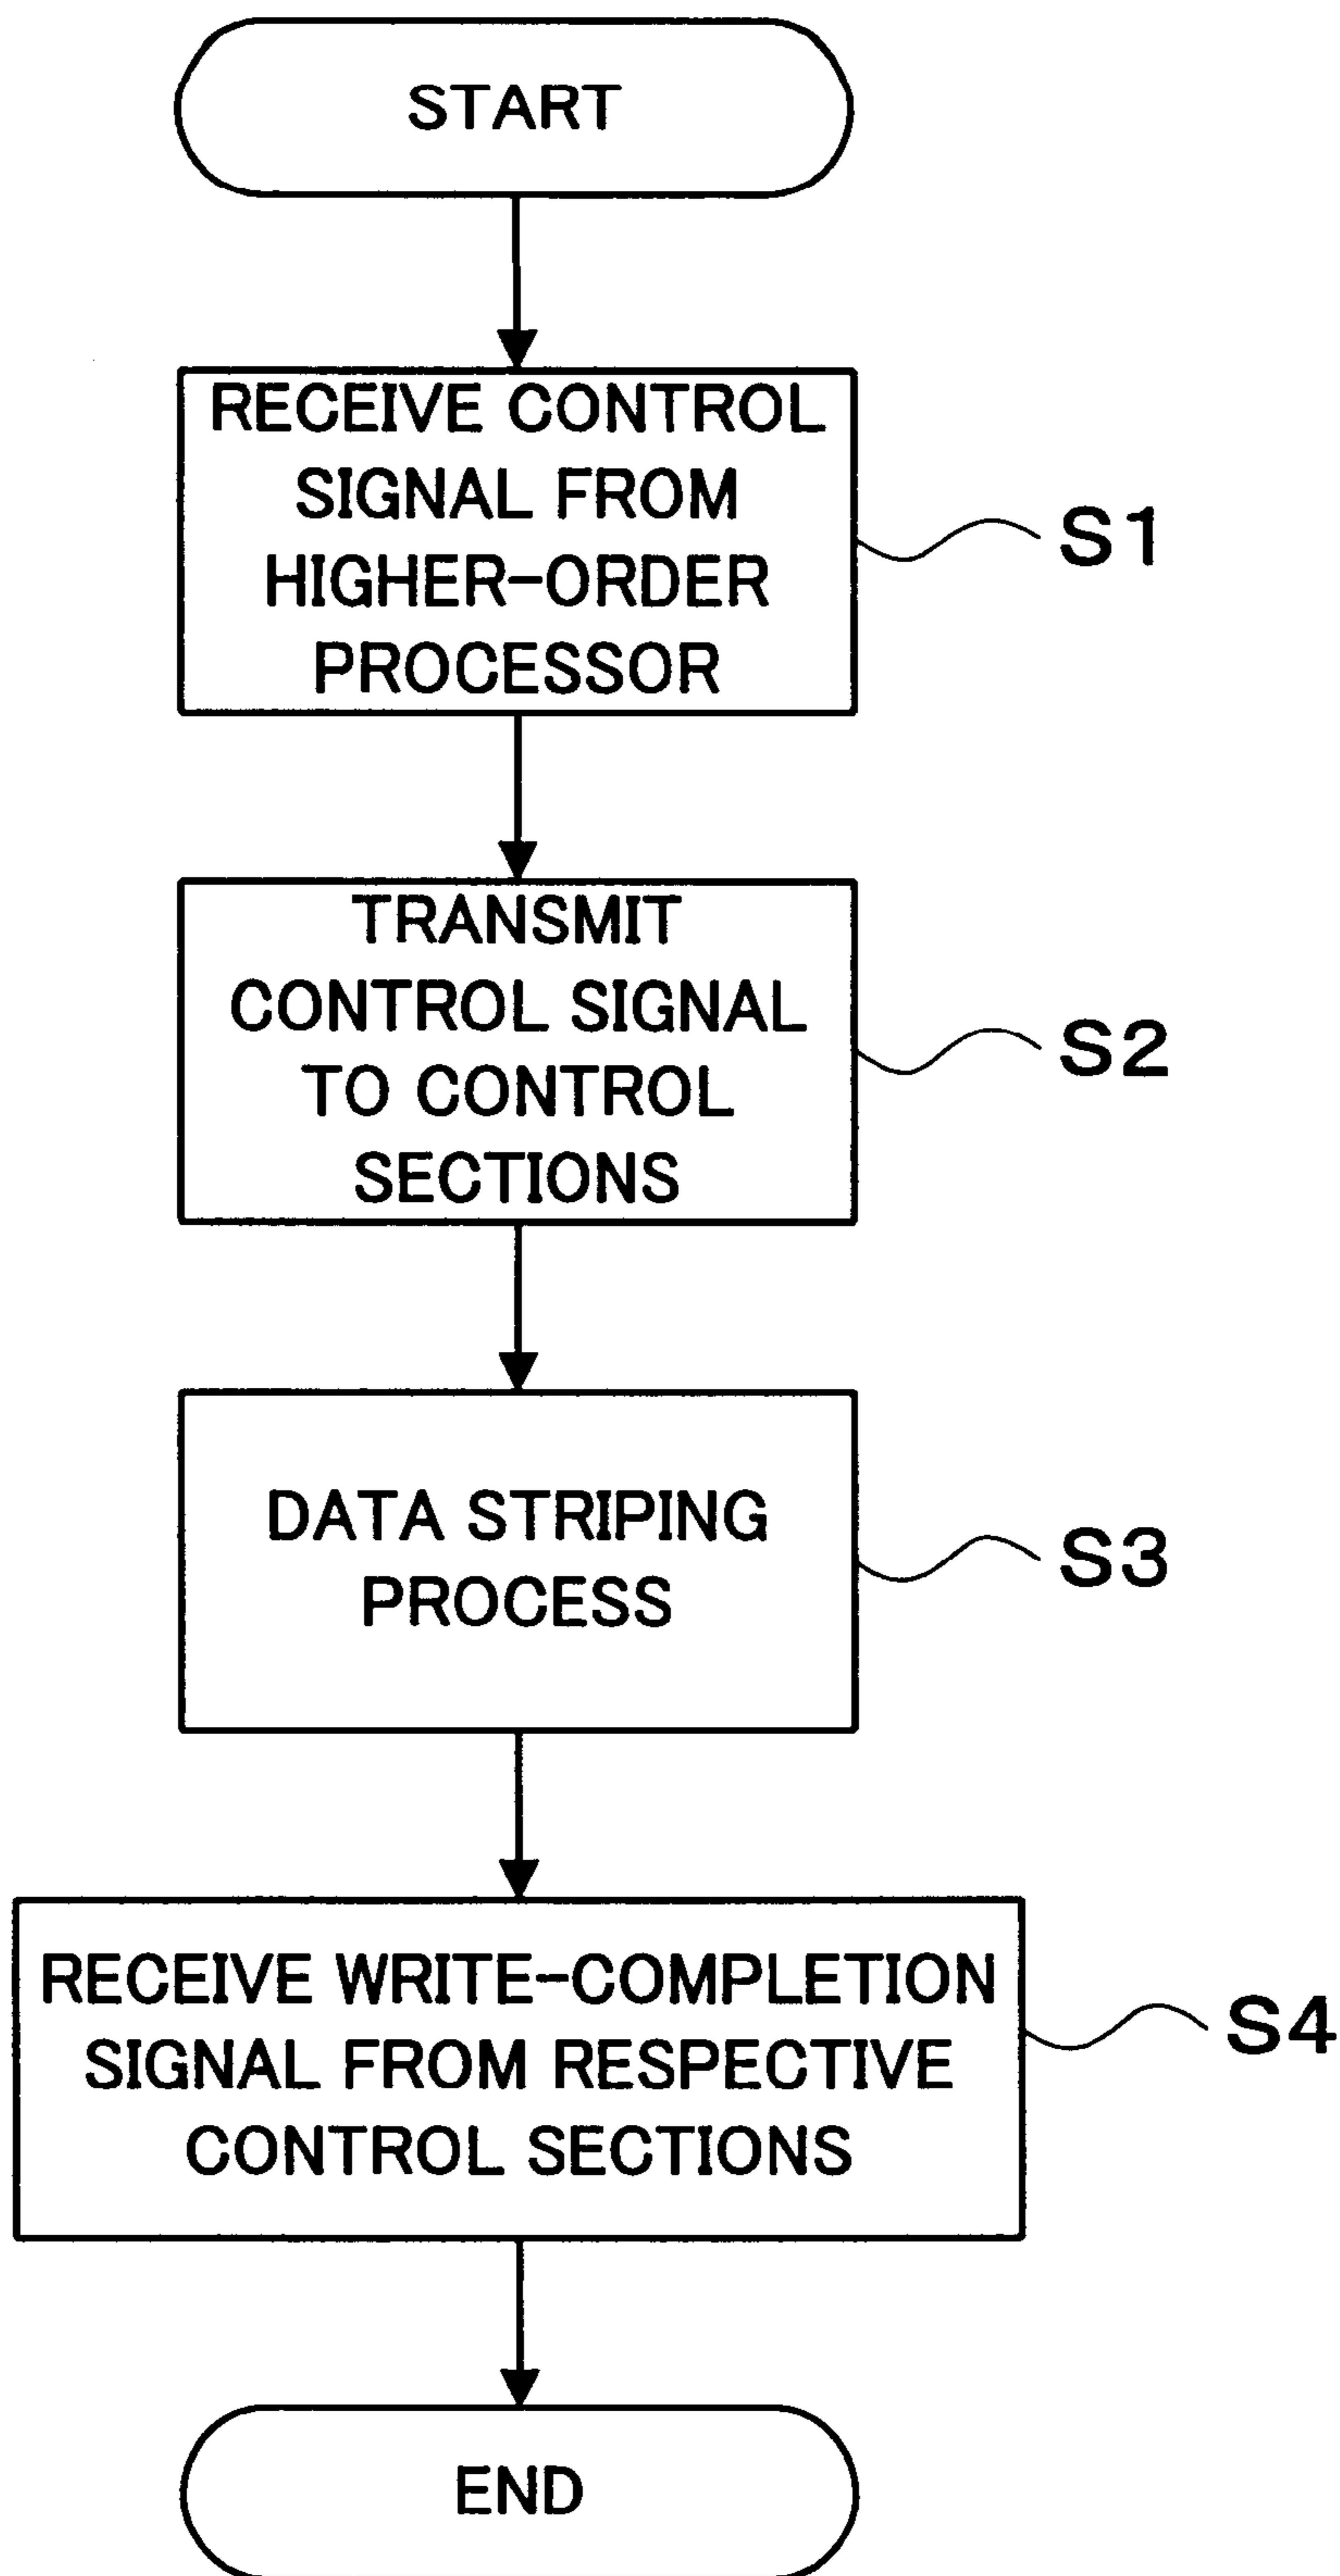 START
RECEIVE CONTROL
SIGNAL FROM
HIGHER-ORDER
PROCESSOR
S1
TRANSMIT
CONTROL SIGNAL
TO CONTROL
SECTIONS
S2
DATA STRIPING
PROCESS
S3
RECEIVE WRITE-COMPLETION
SIGNAL FROM RESPECTIVE
CONTROL SECTIONS
S4
END